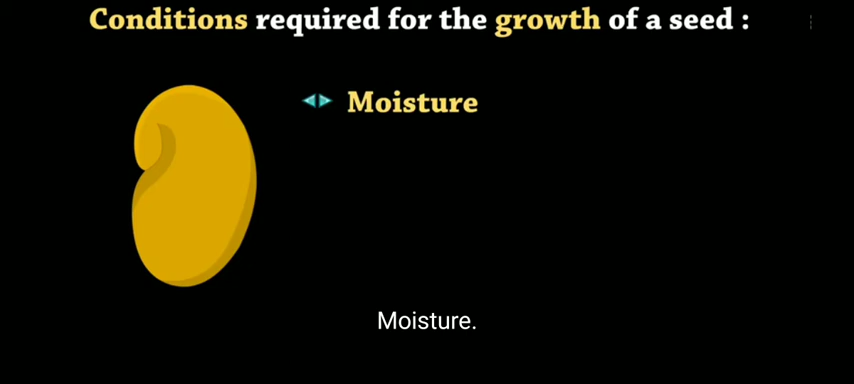 Conditions required for the growth of a seed :
Moisture
Moisture.